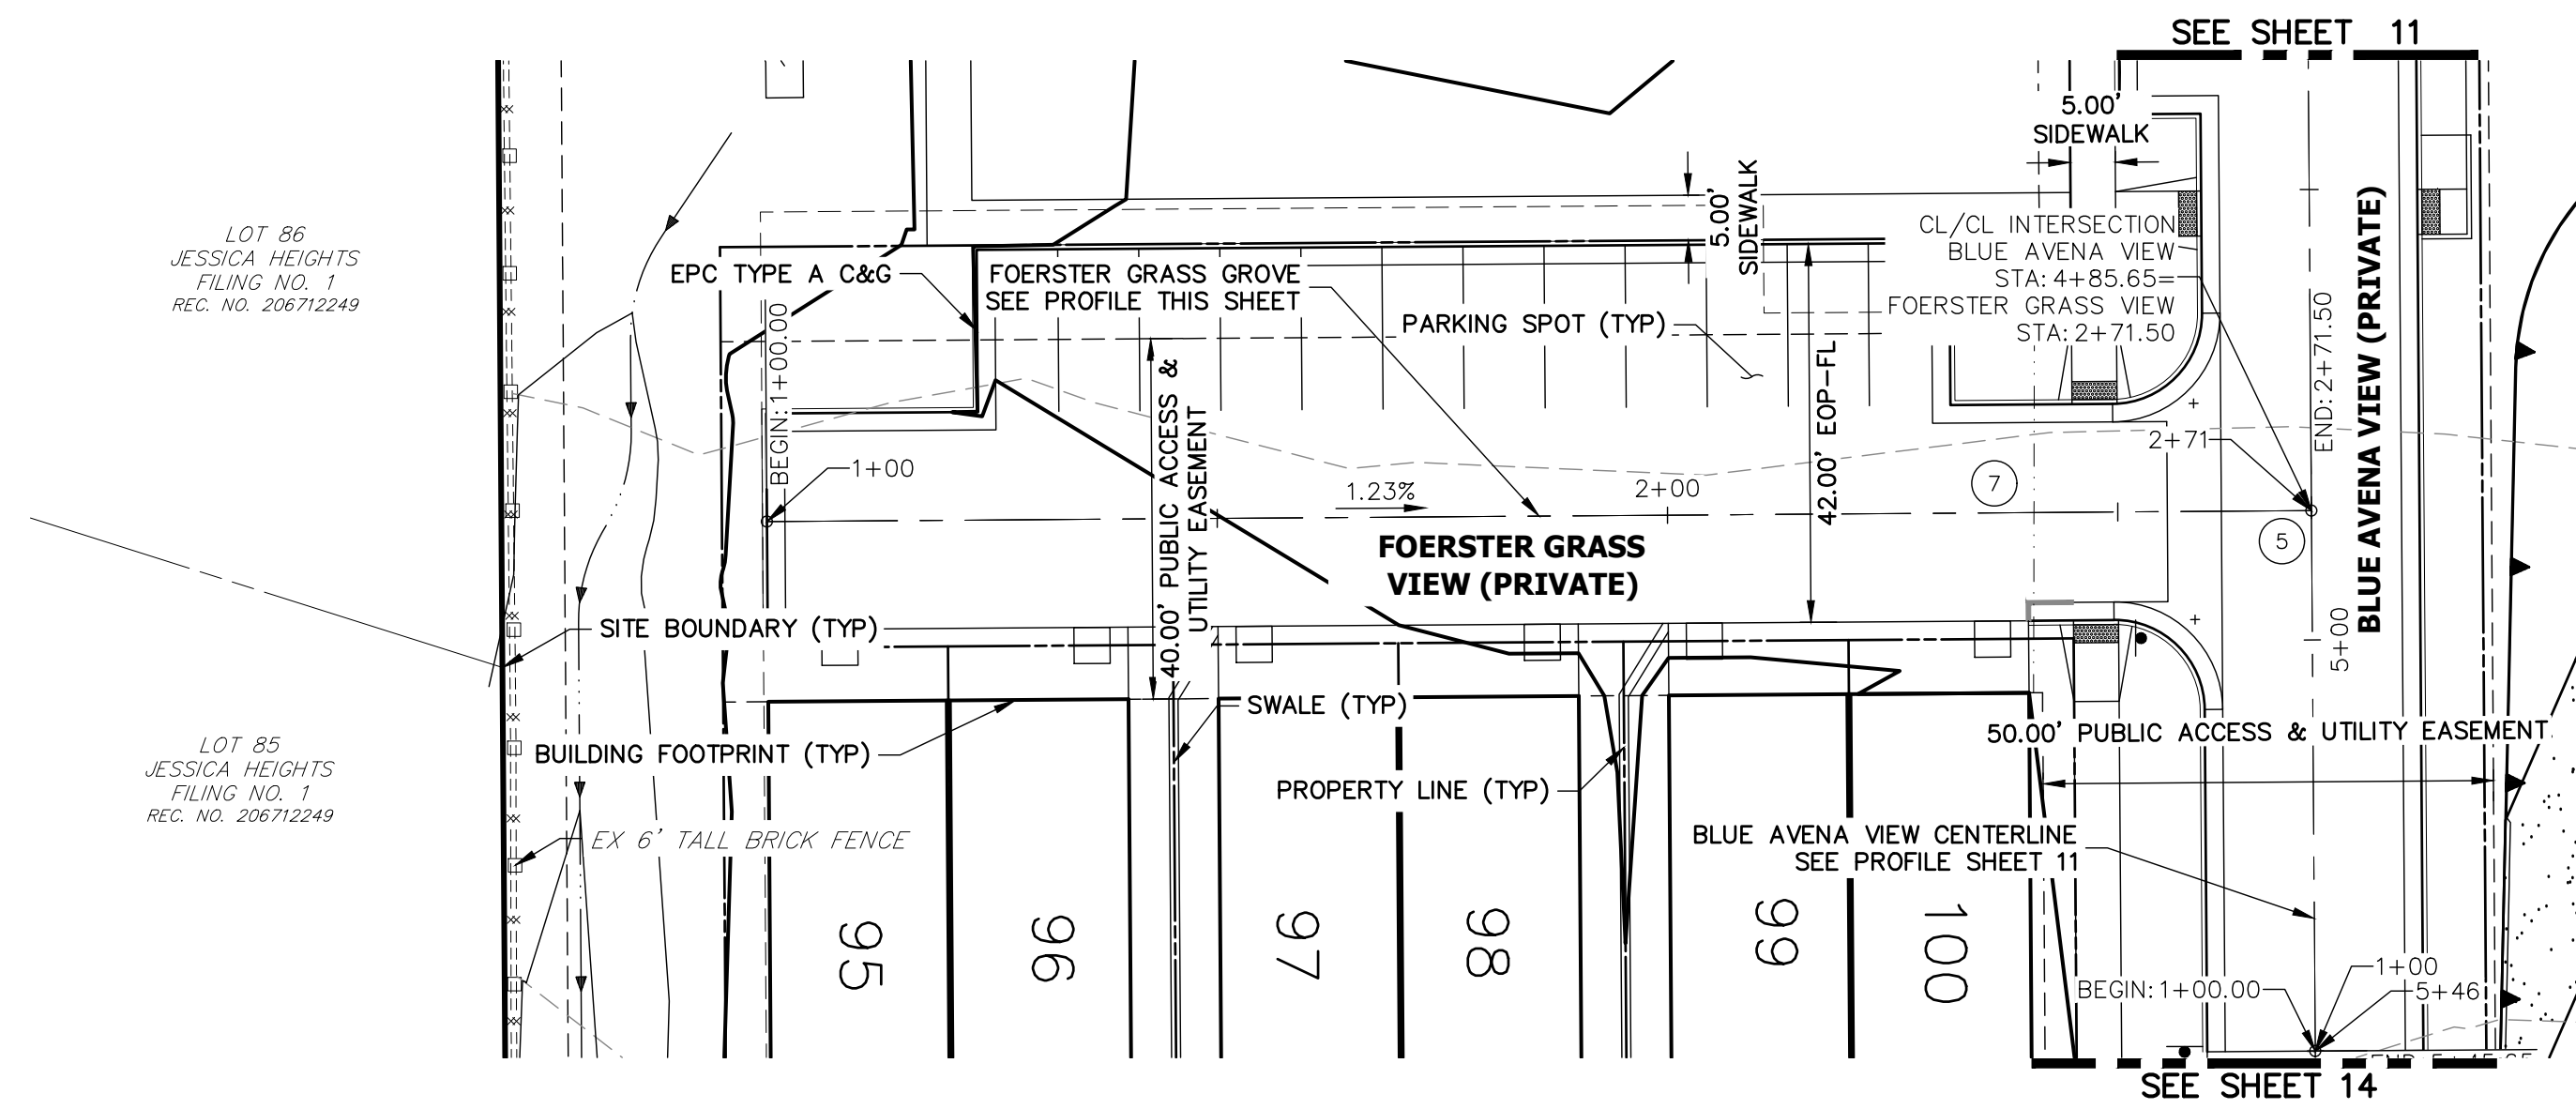 SEE SHEET 11
5.00'
SIDEWALK
5.00'
SIDEWALK
LOT 86
JESSICA HEIGHTS
FILING NO. 1
REC. NO. 206712249
EPC TYPE A C&G
FOERSTER GRASS GROVE
SEE PROFILE THIS SHEET
PARKING SPOT (TYP)
CL/CL INTERSECTION
BLUE AVENA VIEW
STA: 4+85.65=
FOERSTER GRASS VIEW
STA: 2+71.50
BEGIN: 1+00.00
1+00
40.00' PUBLIC ACCESS &
UTILITY EASEMENT
1.23%
2+00
42.00' EOP-FL
7
2+71
END: 2+71.50
BLUE AVENA VIEW (PRIVATE)
5
5+00
FOERSTER GRASS
VIEW (PRIVATE)
SITE BOUNDARY (TYP)
SWALE (TYP)
BUILDING FOOTPRINT (TYP)
PROPERTY LINE (TYP)
50.00' PUBLIC ACCESS & UTILITY EASEMENT
LOT 85
JESSICA HEIGHTS
FILING NO. 1
REC. NO. 206712249
EX 6' TALL BRICK FENCE
BLUE AVENA VIEW CENTERLINE
SEE PROFILE SHEET 11
95
96
97
98
99
100
1+00
BEGIN: 1+00.00
5+46
SEE SHEET 14